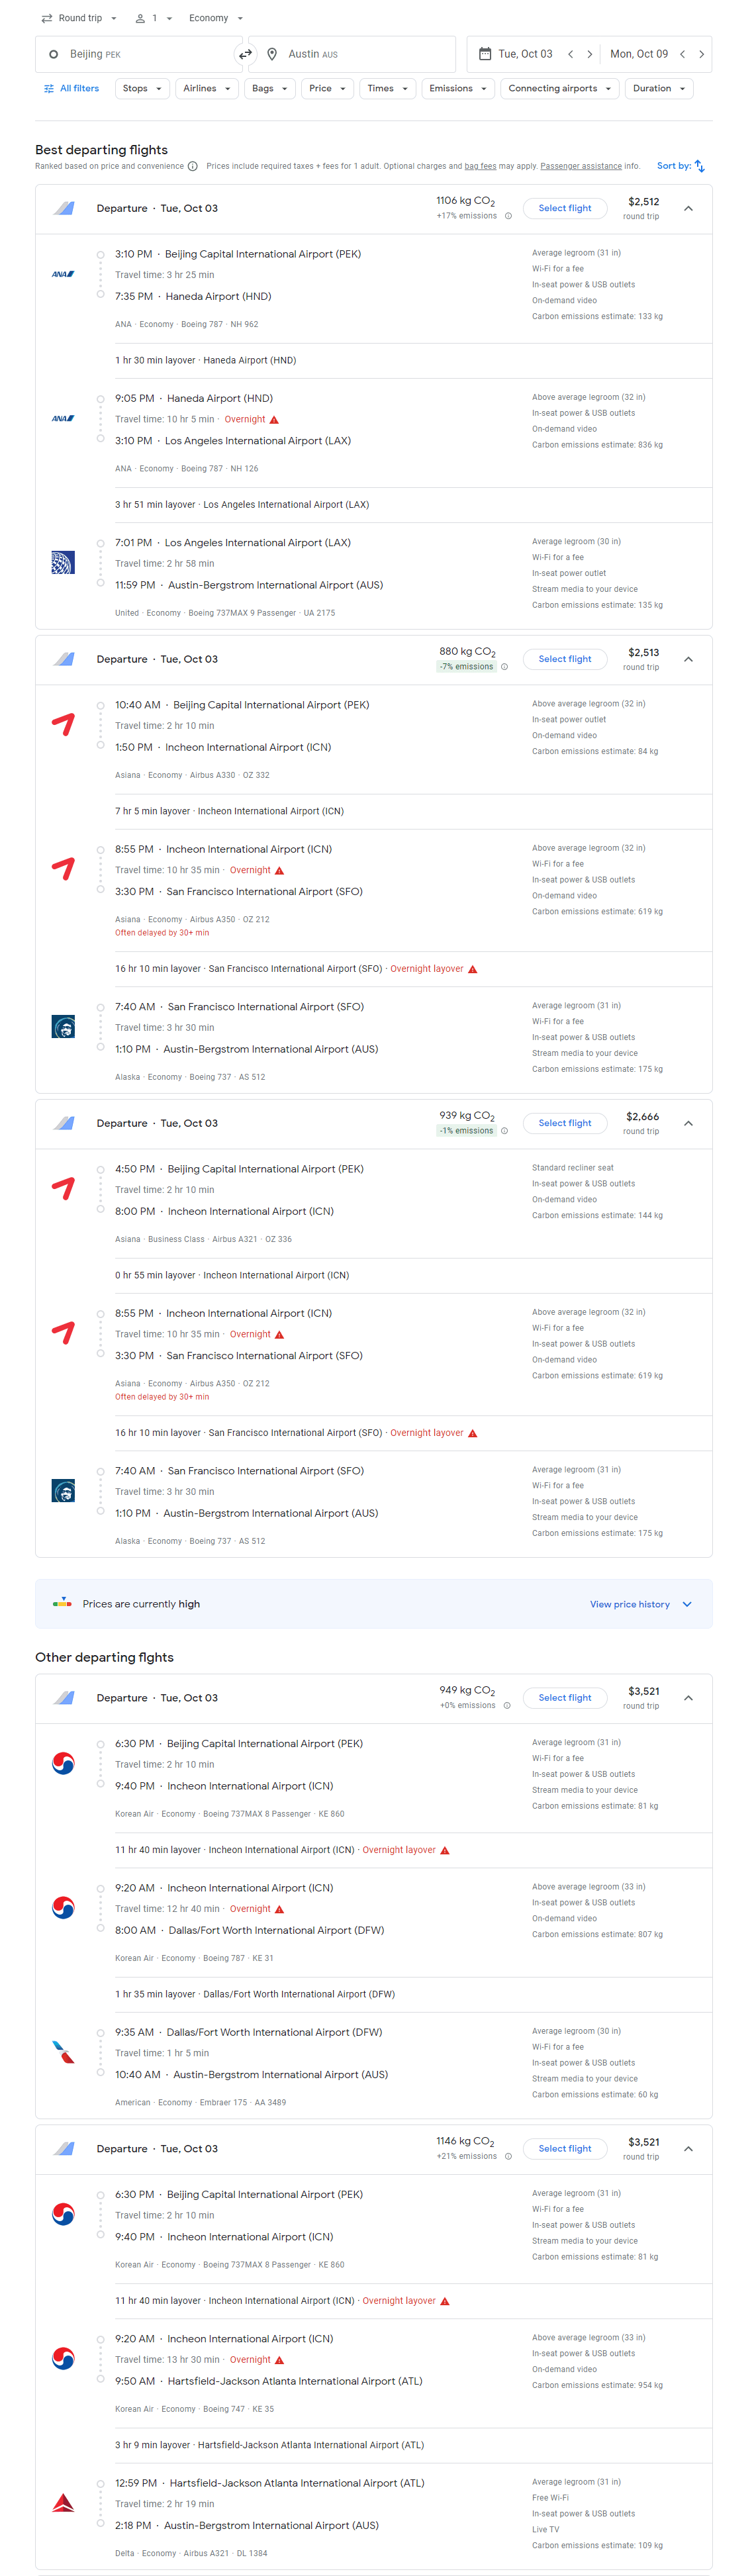 Round trip 1 Economy
Beijing PEK Austin AUS Tue, Oct 03 Mon, Oct 09
All filters Stops Airlines Bags Price Times Emissions Connecting airports Duration
Best departing flights
Ranked based on price and convenience Prices include required taxes + fees for 1 adult. Optional charges and bag fees may apply. Passenger assistance info. Sort by:
Departure · Tue, Oct 03 1106 kg CO2 +17% emissions Select flight $2,512 round trip
3:10 PM · Beijing Capital International Airport (PEK)
Travel time: 3 hr 25 min
7:35 PM · Haneda Airport (HND)
ANA · Economy · Boeing 787 · NH 962
Average legroom (31 in)
Wi-Fi for a fee
In-seat power & USB outlets
On-demand video
Carbon emissions estimate: 133 kg
1 hr 30 min layover · Haneda Airport (HND)
ANA
9:05 PM · Haneda Airport (HND)
Travel time: 10 hr 5 min · Overnight
3:10 PM · Los Angeles International Airport (LAX)
ANA · Economy · Boeing 787 · NH 126
Above average legroom (32 in)
In-seat power & USB outlets
On-demand video
Carbon emissions estimate: 836 kg
3 hr 51 min layover · Los Angeles International Airport (LAX)
7:01 PM · Los Angeles International Airport (LAX)
Travel time: 2 hr 58 min
11:59 PM · Austin-Bergstrom International Airport (AUS)
United · Economy · Boeing 737MAX 9 Passenger · UA 2175
Average legroom (30 in)
Wi-Fi for a fee
In-seat power outlet
Stream media to your device
Carbon emissions estimate: 135 kg
Departure · Tue, Oct 03 880 kg CO2 -7% emissions Select flight $2,513 round trip
10:40 AM · Beijing Capital International Airport (PEK)
Travel time: 2 hr 10 min
1:50 PM · Incheon International Airport (ICN)
Asiana · Economy · Airbus A330 · OZ 332
Above average legroom (32 in)
In-seat power outlet
On-demand video
Carbon emissions estimate: 84 kg
7 hr 5 min layover · Incheon International Airport (ICN)
8:55 PM · Incheon International Airport (ICN)
Travel time: 10 hr 35 min · Overnight
3:30 PM · San Francisco International Airport (SFO)
Asiana · Economy · Airbus A350 · OZ 212
Often delayed by 30+ min
Above average legroom (32 in)
Wi-Fi for a fee
In-seat power & USB outlets
On-demand video
Carbon emissions estimate: 619 kg
16 hr 10 min layover · San Francisco International Airport (SFO) · Overnight layover
7:40 AM · San Francisco International Airport (SFO)
Travel time: 3 hr 30 min
1:10 PM · Austin-Bergstrom International Airport (AUS)
Alaska · Economy · Boeing 737 · AS 512
Average legroom (31 in)
Wi-Fi for a fee
In-seat power & USB outlets
Stream media to your device
Carbon emissions estimate: 175 kg
Departure · Tue, Oct 03 939 kg CO2 -1% emissions Select flight $2,666 round trip
4:50 PM · Beijing Capital International Airport (PEK)
Travel time: 2 hr 10 min
8:00 PM · Incheon International Airport (ICN)
Asiana · Business Class · Airbus A321 · OZ 336
Standard recliner seat
In-seat power & USB outlets
On-demand video
Carbon emissions estimate: 144 kg
0 hr 55 min layover · Incheon International Airport (ICN)
8:55 PM · Incheon International Airport (ICN)
Travel time: 10 hr 35 min · Overnight
3:30 PM · San Francisco International Airport (SFO)
Asiana · Economy · Airbus A350 · OZ 212
Often delayed by 30+ min
Above average legroom (32 in)
Wi-Fi for a fee
In-seat power & USB outlets
On-demand video
Carbon emissions estimate: 619 kg
16 hr 10 min layover · San Francisco International Airport (SFO) · Overnight layover
7:40 AM · San Francisco International Airport (SFO)
Travel time: 3 hr 30 min
1:10 PM · Austin-Bergstrom International Airport (AUS)
Alaska · Economy · Boeing 737 · AS 512
Average legroom (31 in)
Wi-Fi for a fee
In-seat power & USB outlets
Stream media to your device
Carbon emissions estimate: 175 kg
Prices are currently high View price history
Other departing flghts
Departure · Tue, Oct 03 949 kg CO2 +0% emissions Select flight $3,521 round trip
6:30 PM · Beijing Capital International Airport (PEK)
Travel time: 2 hr 10 min
9:40 PM · Incheon International Airport (ICN)
Korean Air · Economy · Boeing 737MAX 8 Passenger · KE 860
Average legroom (31 in)
Wi-Fi for a fee
In-seat power & USB outlets
Stream media to your device
Carbon emissions estimate: 81 kg
11 hr 40 min layover · Incheon International Airport (ICN) · Overnight layover
9:20 AM · Incheon International Airport (ICN)
Travel time: 12 hr 40 min · Overnight
8:00 AM · Dallas/Fort Worth International Airport (DFW)
Korean Air · Economy · Boeing 787 · KE 31
Above average legroom (33 in)
In-seat power & USB outlets
On-demand video
Carbon emissions estimate: 807 kg
1 hr 35 min layover · Dallas/Fort Worth International Airport (DFW)
9:35 AM · Dallas/Fort Worth International Airport (DFW)
Travel time: 1 hr 5 min
10:40 AM · Austin-Bergstrom International Airport (AUS)
American · Economy · Embraer 175 · AA 3489
Average legroom (30 in)
Wi-Fi for a fee
In-seat power & USB outlets
Stream media to your device
Carbon emissions estimate: 60 kg
Departure · Tue, Oct 03 1146 kg CO2 +21% emissions Select flight $3,521 round trip
6:30 PM · Beijing Capital International Airport (PEK)
Travel time: 2 hr 10 min
9:40 PM · Incheon International Airport (ICN)
Korean Air · Economy · Boeing 737MAX 8 Passenger · KE 860
Average legroom (31 in)
Wi-Fi for a fee
In-seat power & USB outlets
Stream media to your device
Carbon emissions estimate: 81 kg
11 hr 40 min layover · Incheon International Airport (ICN) · Overnight layover
9:20 AM · Incheon International Airport (ICN)
Travel time: 13 hr 30 min · Overnight
9:50 AM · Hartsfield-Jackson Atlanta International Airport (ATL)
Korean Air · Economy · Boeing 747 · KE 35
Above average legroom (33 in)
In-seat power & USB outlets
On-demand video
Carbon emissions estimate: 954 kg
3 hr 9 min layover · Hartsfield-Jackson Atlanta International Airport (ATL)
12:59 PM · Hartsfield-Jackson Atlanta International Airport (ATL)
Travel time: 2 hr 19 min
2:18 PM · Austin-Bergstrom International Airport (AUS)
Delta · Economy · Airbus A321 · DL 1384
Average legroom (31 in)
Free Wi-Fi
In-seat power & USB outlets
Live TV
Carbon emissions estimate: 109 kg